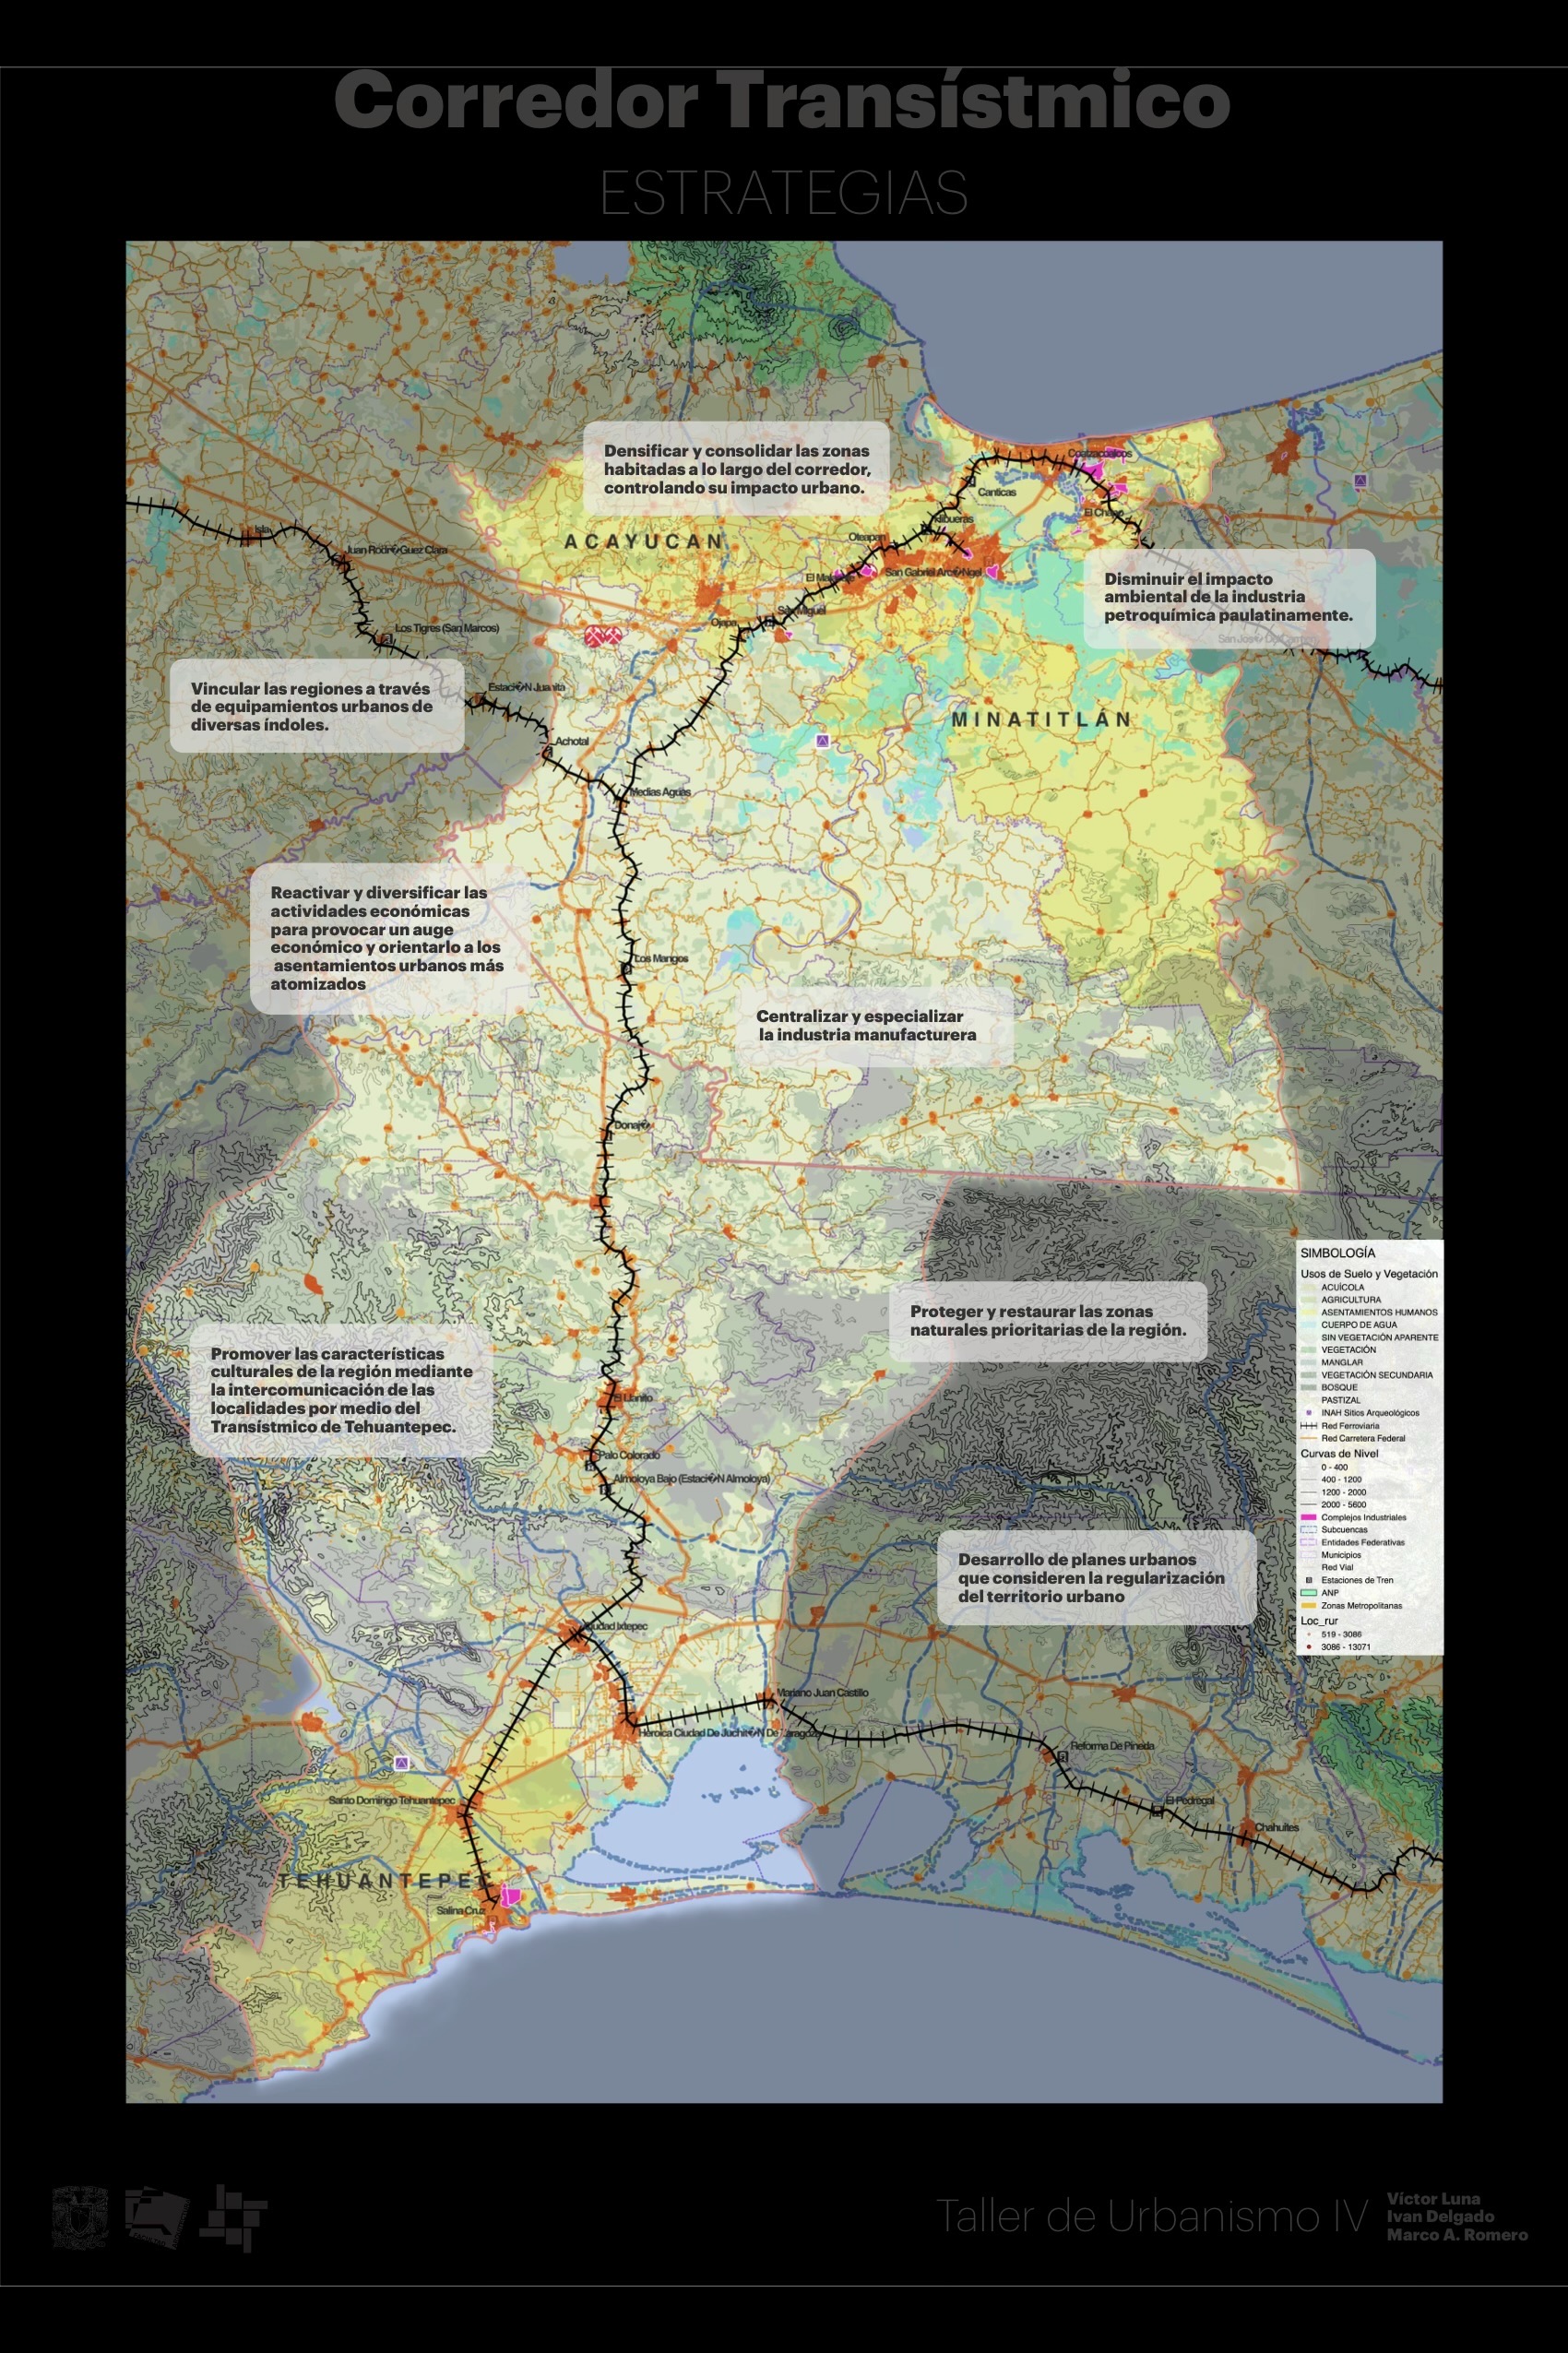 Corredor Transístmico
ESTRATEGIAS
Densificar y consolidar las zonas
habitadas a lo largo del corredor,
controlando su impacto urbano.
Coatzacoalcos
Canticas
El Chapo
Nibueras
Oleapan
ACAYUCAN
Isla
Juan Rodr�Guez Clara
San Gabriel Arc�Ngel
Disminuir el impacto
ambiental de la industria
petroquímica paulatinamente.
San Miguel
Ojapa
Los Tigres (San Marcos)
Vincular las regiones a través
de equipamientos urbanos de
diversas índoles.
Estaci�N Juanita
MINATITLÁN
Achotal
Medias Aguas
Reactivar y diversificar las
actividades económicas
para provocar un auge
económico y orientarlo a los
asentamientos urbanos más
atomizados
Los Mangos
Centralizar y especializar
la industria manufacturera
Donaj�
SIMBOLOGÍA
Usos de Suelo y Vegetación
ACUÍCOLA
AGRICULTURA
ASENTAMIENTOS HUMANOS
CUERPO DE AGUA
SIN VEGETACIÓN APARENTE
VEGETACIÓN
MANGLAR
VEGETACIÓN SECUNDARIA
BOSQUE
PASTIZAL
INAH Sitios Arqueológicos
Red Ferroviaria
Red Carretera Federal
Curvas de Nivel
0 - 400
400 - 1200
1200 - 2000
2000 - 5600
Complejos Industriales
Subcuencas
Entidades Federativas
Municipios
Red Vial
Estaciones de Tren
ANP
Zonas Metropolitanas
Loc_rur
519 - 3086
3086 - 13071
Proteger y restaurar las zonas
naturales prioritarias de la región.
Promover las características
culturales de la región mediante
la intercomunicación de las
localidades por medio del
Transístmico de Tehuantepec.
El Llanito
Palo Colorado
Almoloya Bajo (Estaci�N Almoloya)
Desarrollo de planes urbanos
que consideren la regularización
del territorio urbano
Ciudad Ixtepec
Mariano Juan Castillo
Heroica Ciudad De Juchit�N De Zaragoza
Reforma De Pineda
Santo Domingo Tehuantepec
El Pedregal
Chahuites
TEHUANTEPEC
Salina Cruz
Taller de Urbanismo IV
Víctor Luna
Ivan Delgado
Marco A. Romero